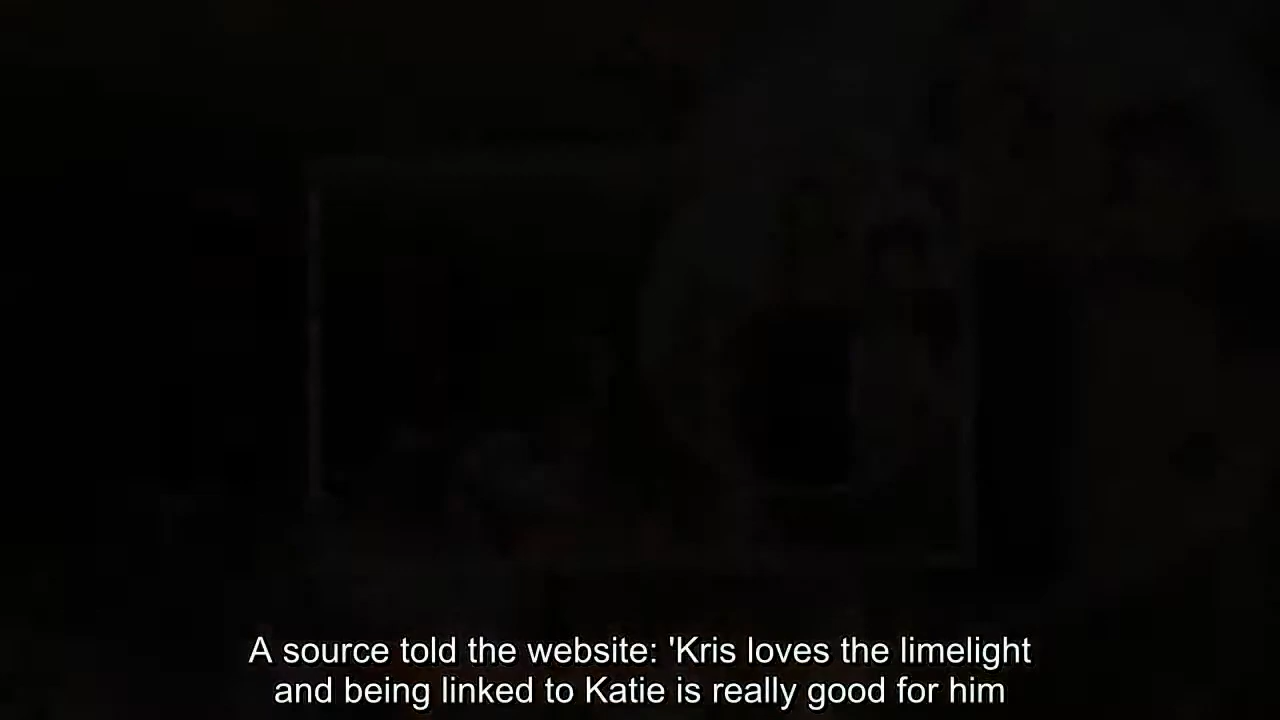 A source told the website: 'Kris loves the limelight
and being linked to Katie is really good for him